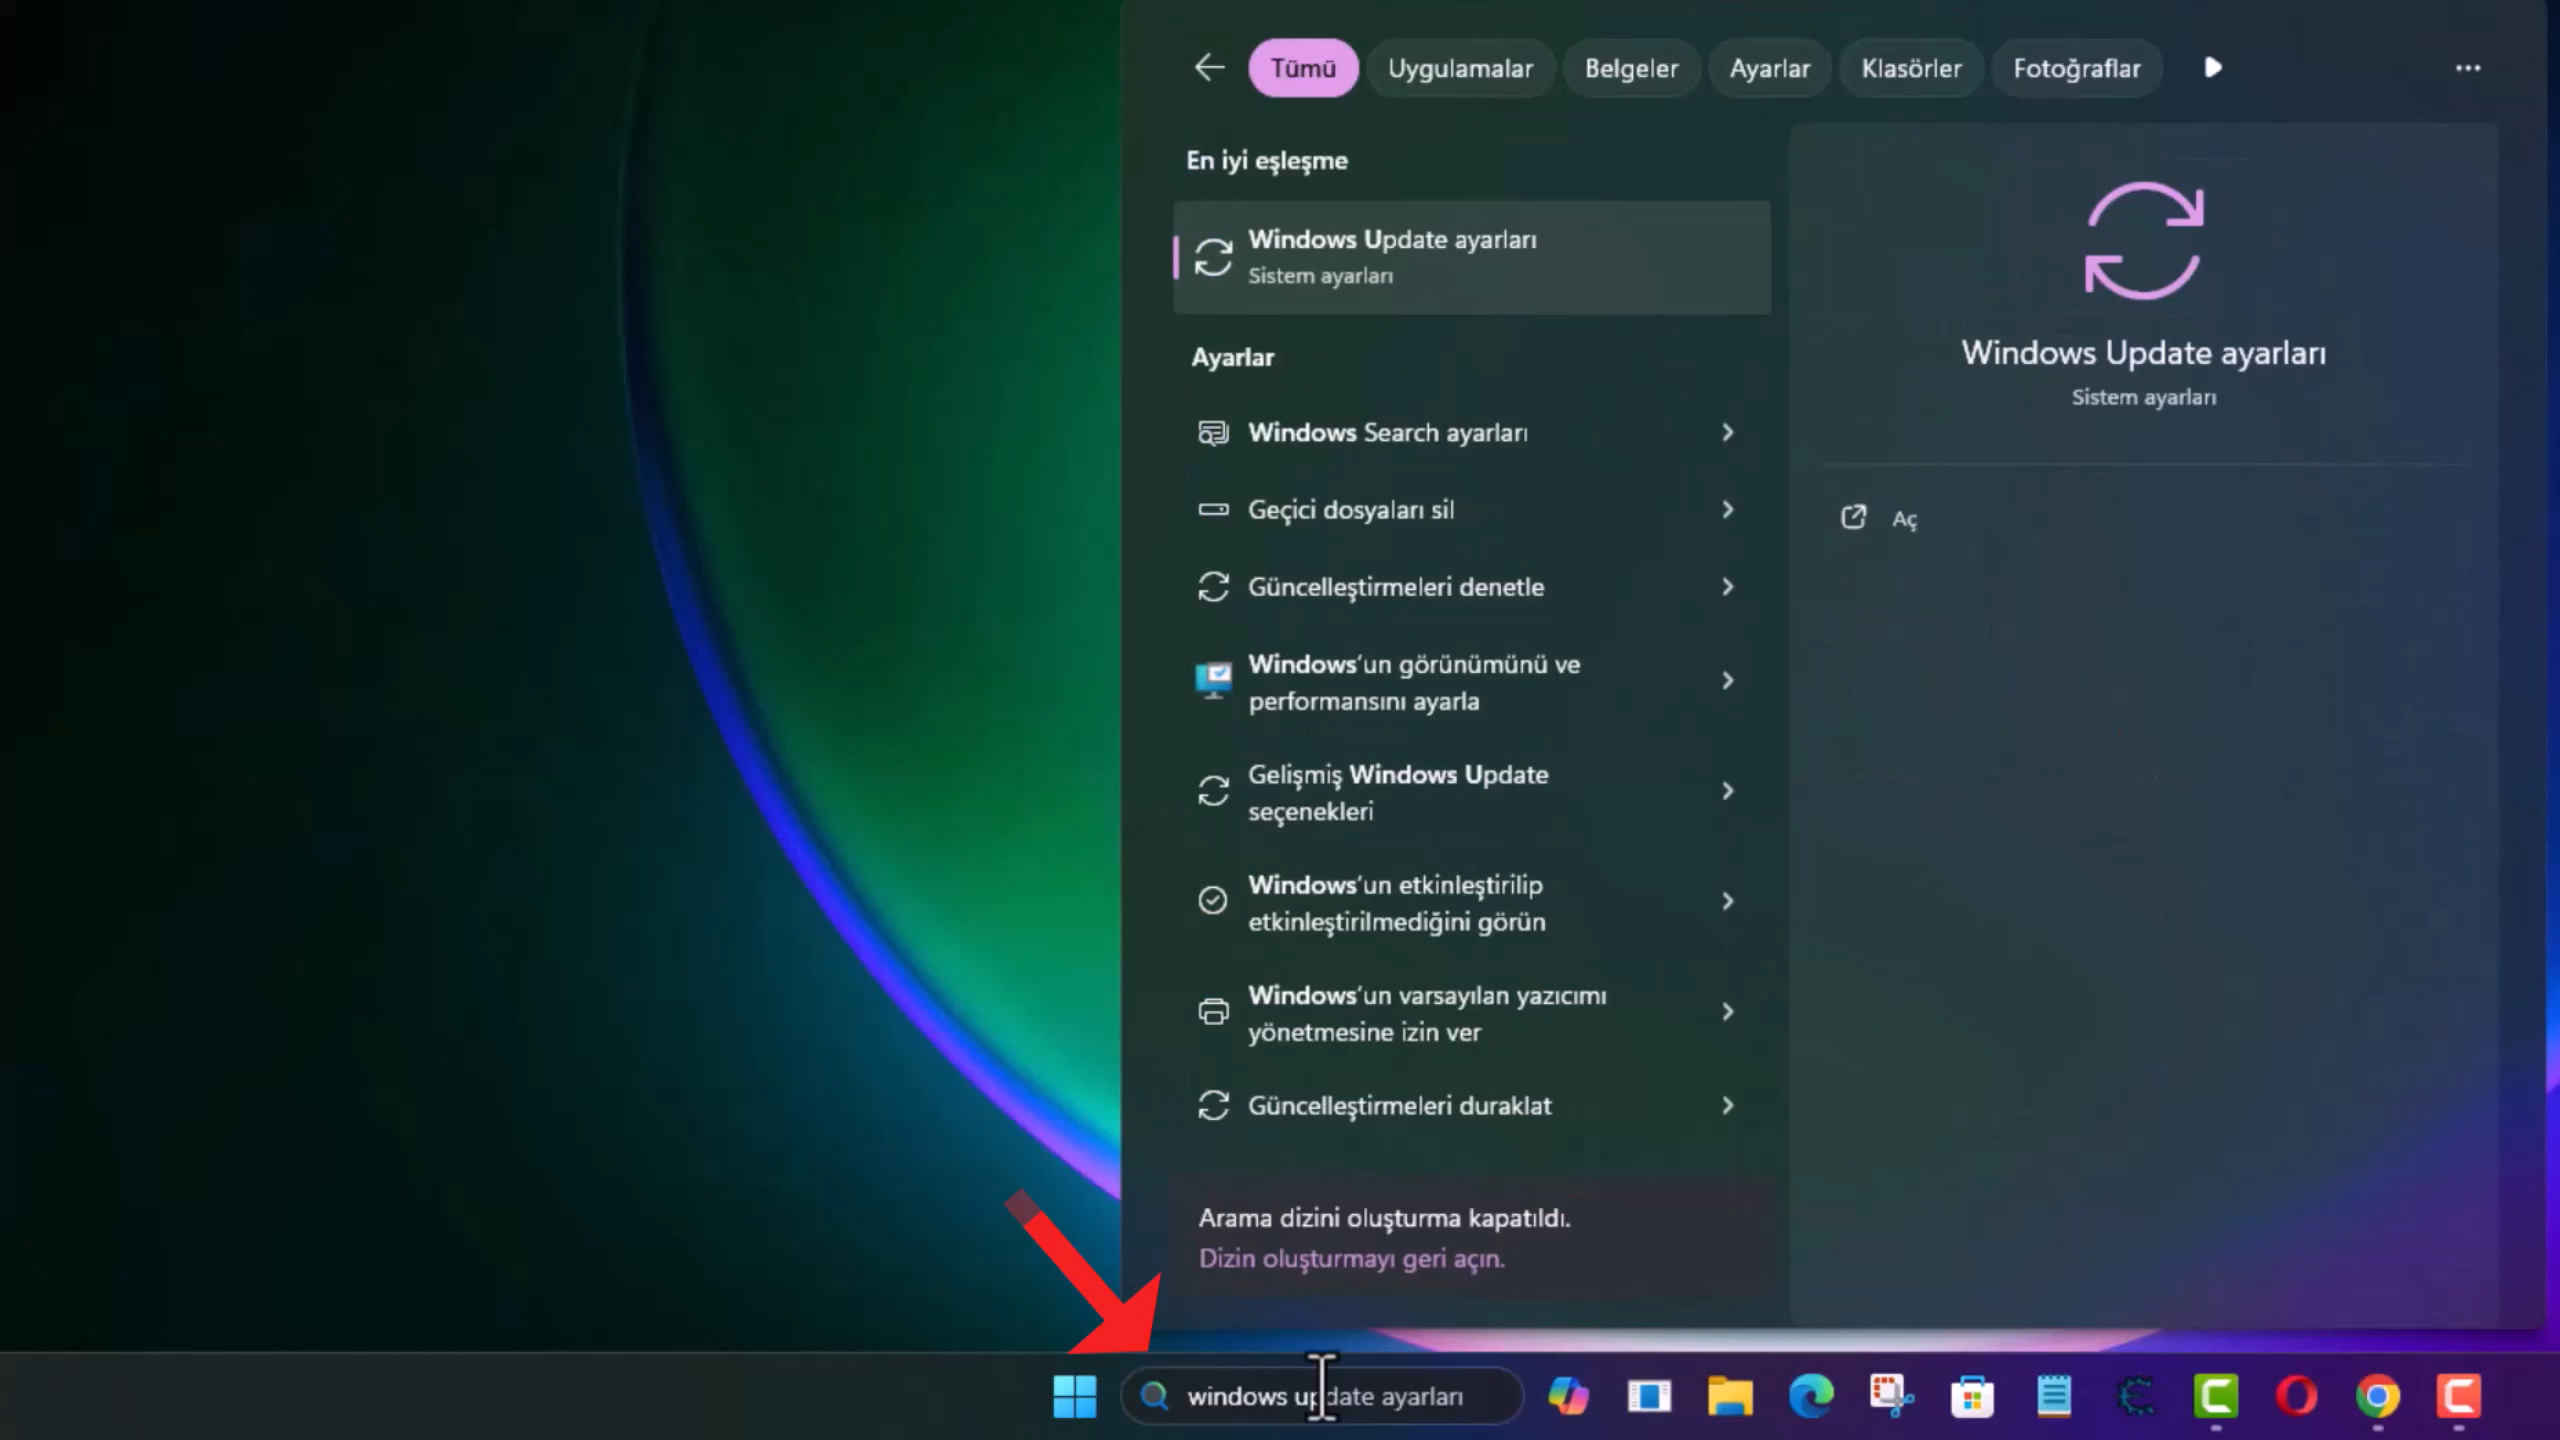 Tümü Uygulamalar Belgeler Ayarlar Klasörler Fotoğraflar
En iyi eşleşme
Windows Update ayarları
Sistem ayarları
Ayarlar
Windows Search ayarları
Geçici dosyaları sil
Güncelleştirmeleri denetle
Windows'un görünümünü ve
performansını ayarla
Gelişmiş Windows Update
seçenekleri
Windows'un etkinleştirilip
etkinleştirilmediğini görün
Windows'un varsayılan yazıcımı
yönetmesine izin ver
Güncelleştirmeleri duraklat
Arama dizini oluşturma kapatıldı.
Dizin oluşturmayı geri açın.
Windows Update ayarları
Sistem ayarları
Aç
windows update ayarları